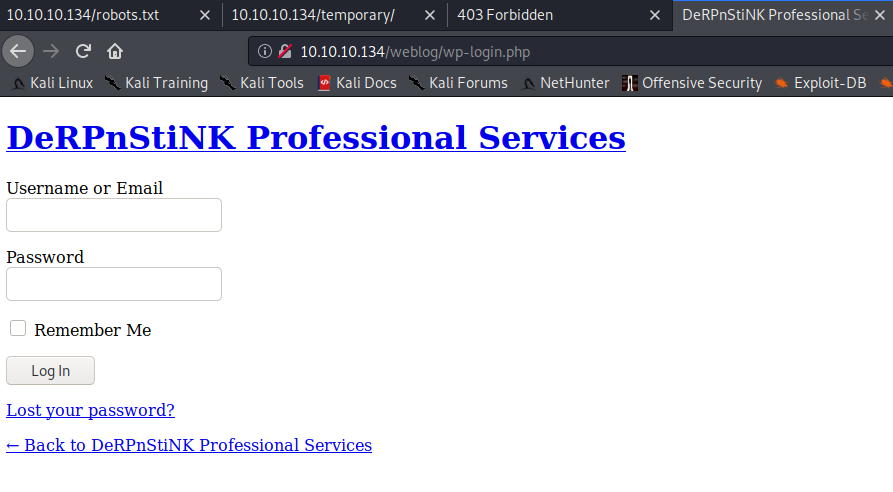 10.10.10.134/robots.txt
10.10.10.134/temporary/
403 Forbidden
DeRPnStiNK Professional Se
10.10.10.134/weblog/wp-login.php
Kali Linux
Kali Training
Kali Tools
Kali Docs
Kali Forums
NetHunter
Offensive Security
Exploit-DB
DeRPnStiNK Professional Services
Username or Email
Password
Remember Me
Log In
Lost your password?
← Back to DeRPnStiNK Professional Services